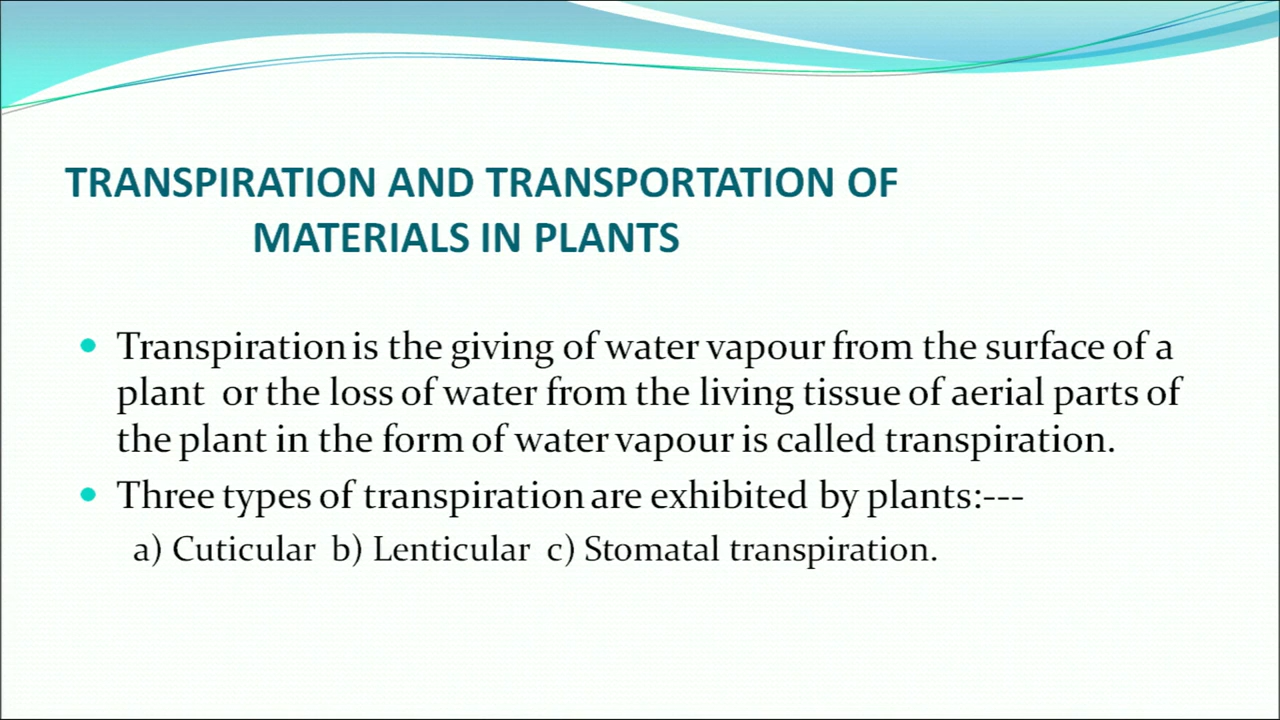 TRANSPIRATION AND TRANSPORTATION OF
MATERIALS IN PLANTS
Transpiration is the giving of water vapour from the surface of a
plant or the loss of water from the living tissue of aerial parts of
the plant in the form of water vapour is called transpiration.
Three types of transpiration are exhibited by plants:---
a) Cuticular b) Lenticular c) Stomatal transpiration.